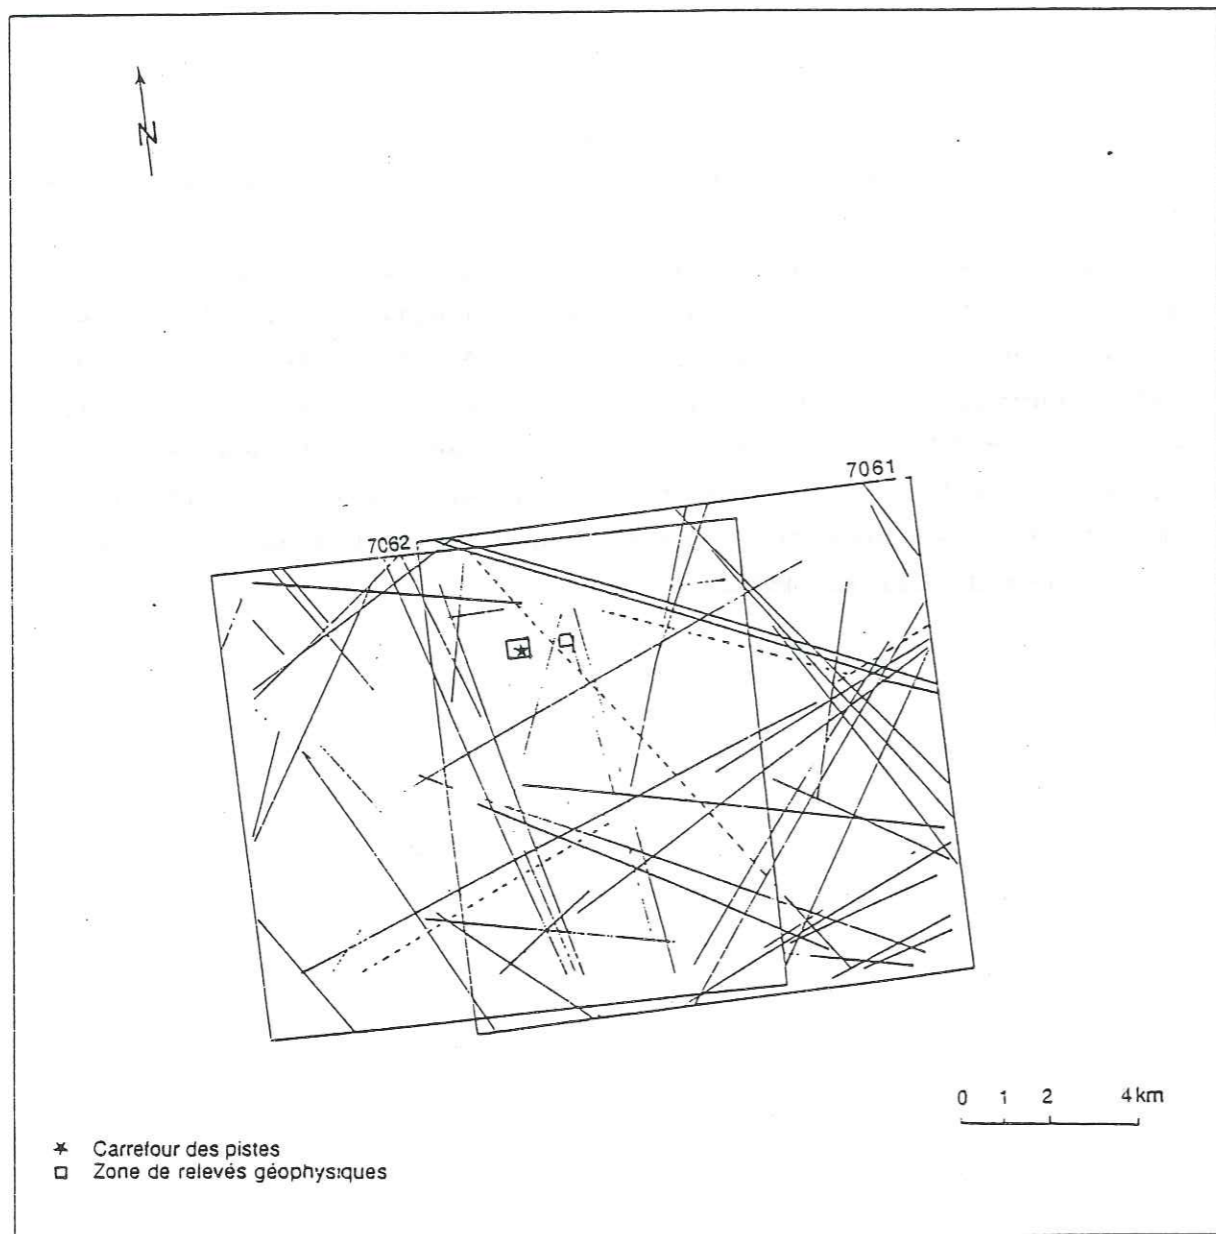 N
7061
7062
0 1 2 4 km
Carrefour des pistes
Zone de relevés géophysiques